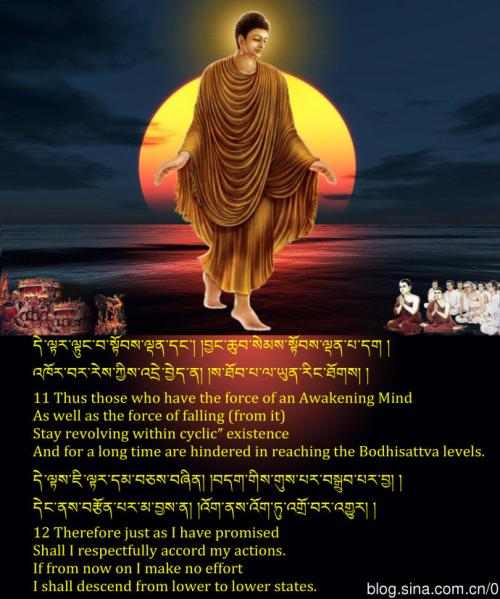 དེ་ལྟར་ལྟུང་བ་སྟོབས་ལྡན་དང་། །བྱང་ཆུབ་སེམས་སྟོབས་ལྡན་པ་དག །
འཁོར་བར་རེས་ཀྱིས་འདྲེ་བྱེད་ན། །ས་ཐོབ་པ་ལ་ཡུན་རིང་ཐོགས། །
11 Thus those who have the force of an Awakening Mind
As well as the force of falling (from it)
Stay revolving within cyclic” existence
And for a long time are hindered in reaching the Bodhisattva levels.
དེ་ལྟས་ཇི་ལྟར་དམ་བཅས་བཞིན། །བདག་གིས་གུས་པར་བསྒྲུབ་པར་བྱ། །
དེང་ནས་བརྩོན་པར་མ་བྱས་ན། །འོག་ནས་འོག་ཏུ་འགྲོ་བར་འགྱུར། །
12 Therefore just as I have promised
Shall I respectfully accord my actions.
If from now on I make no effort
I shall descend from lower to lower states.
blog.sina.com.cn/0